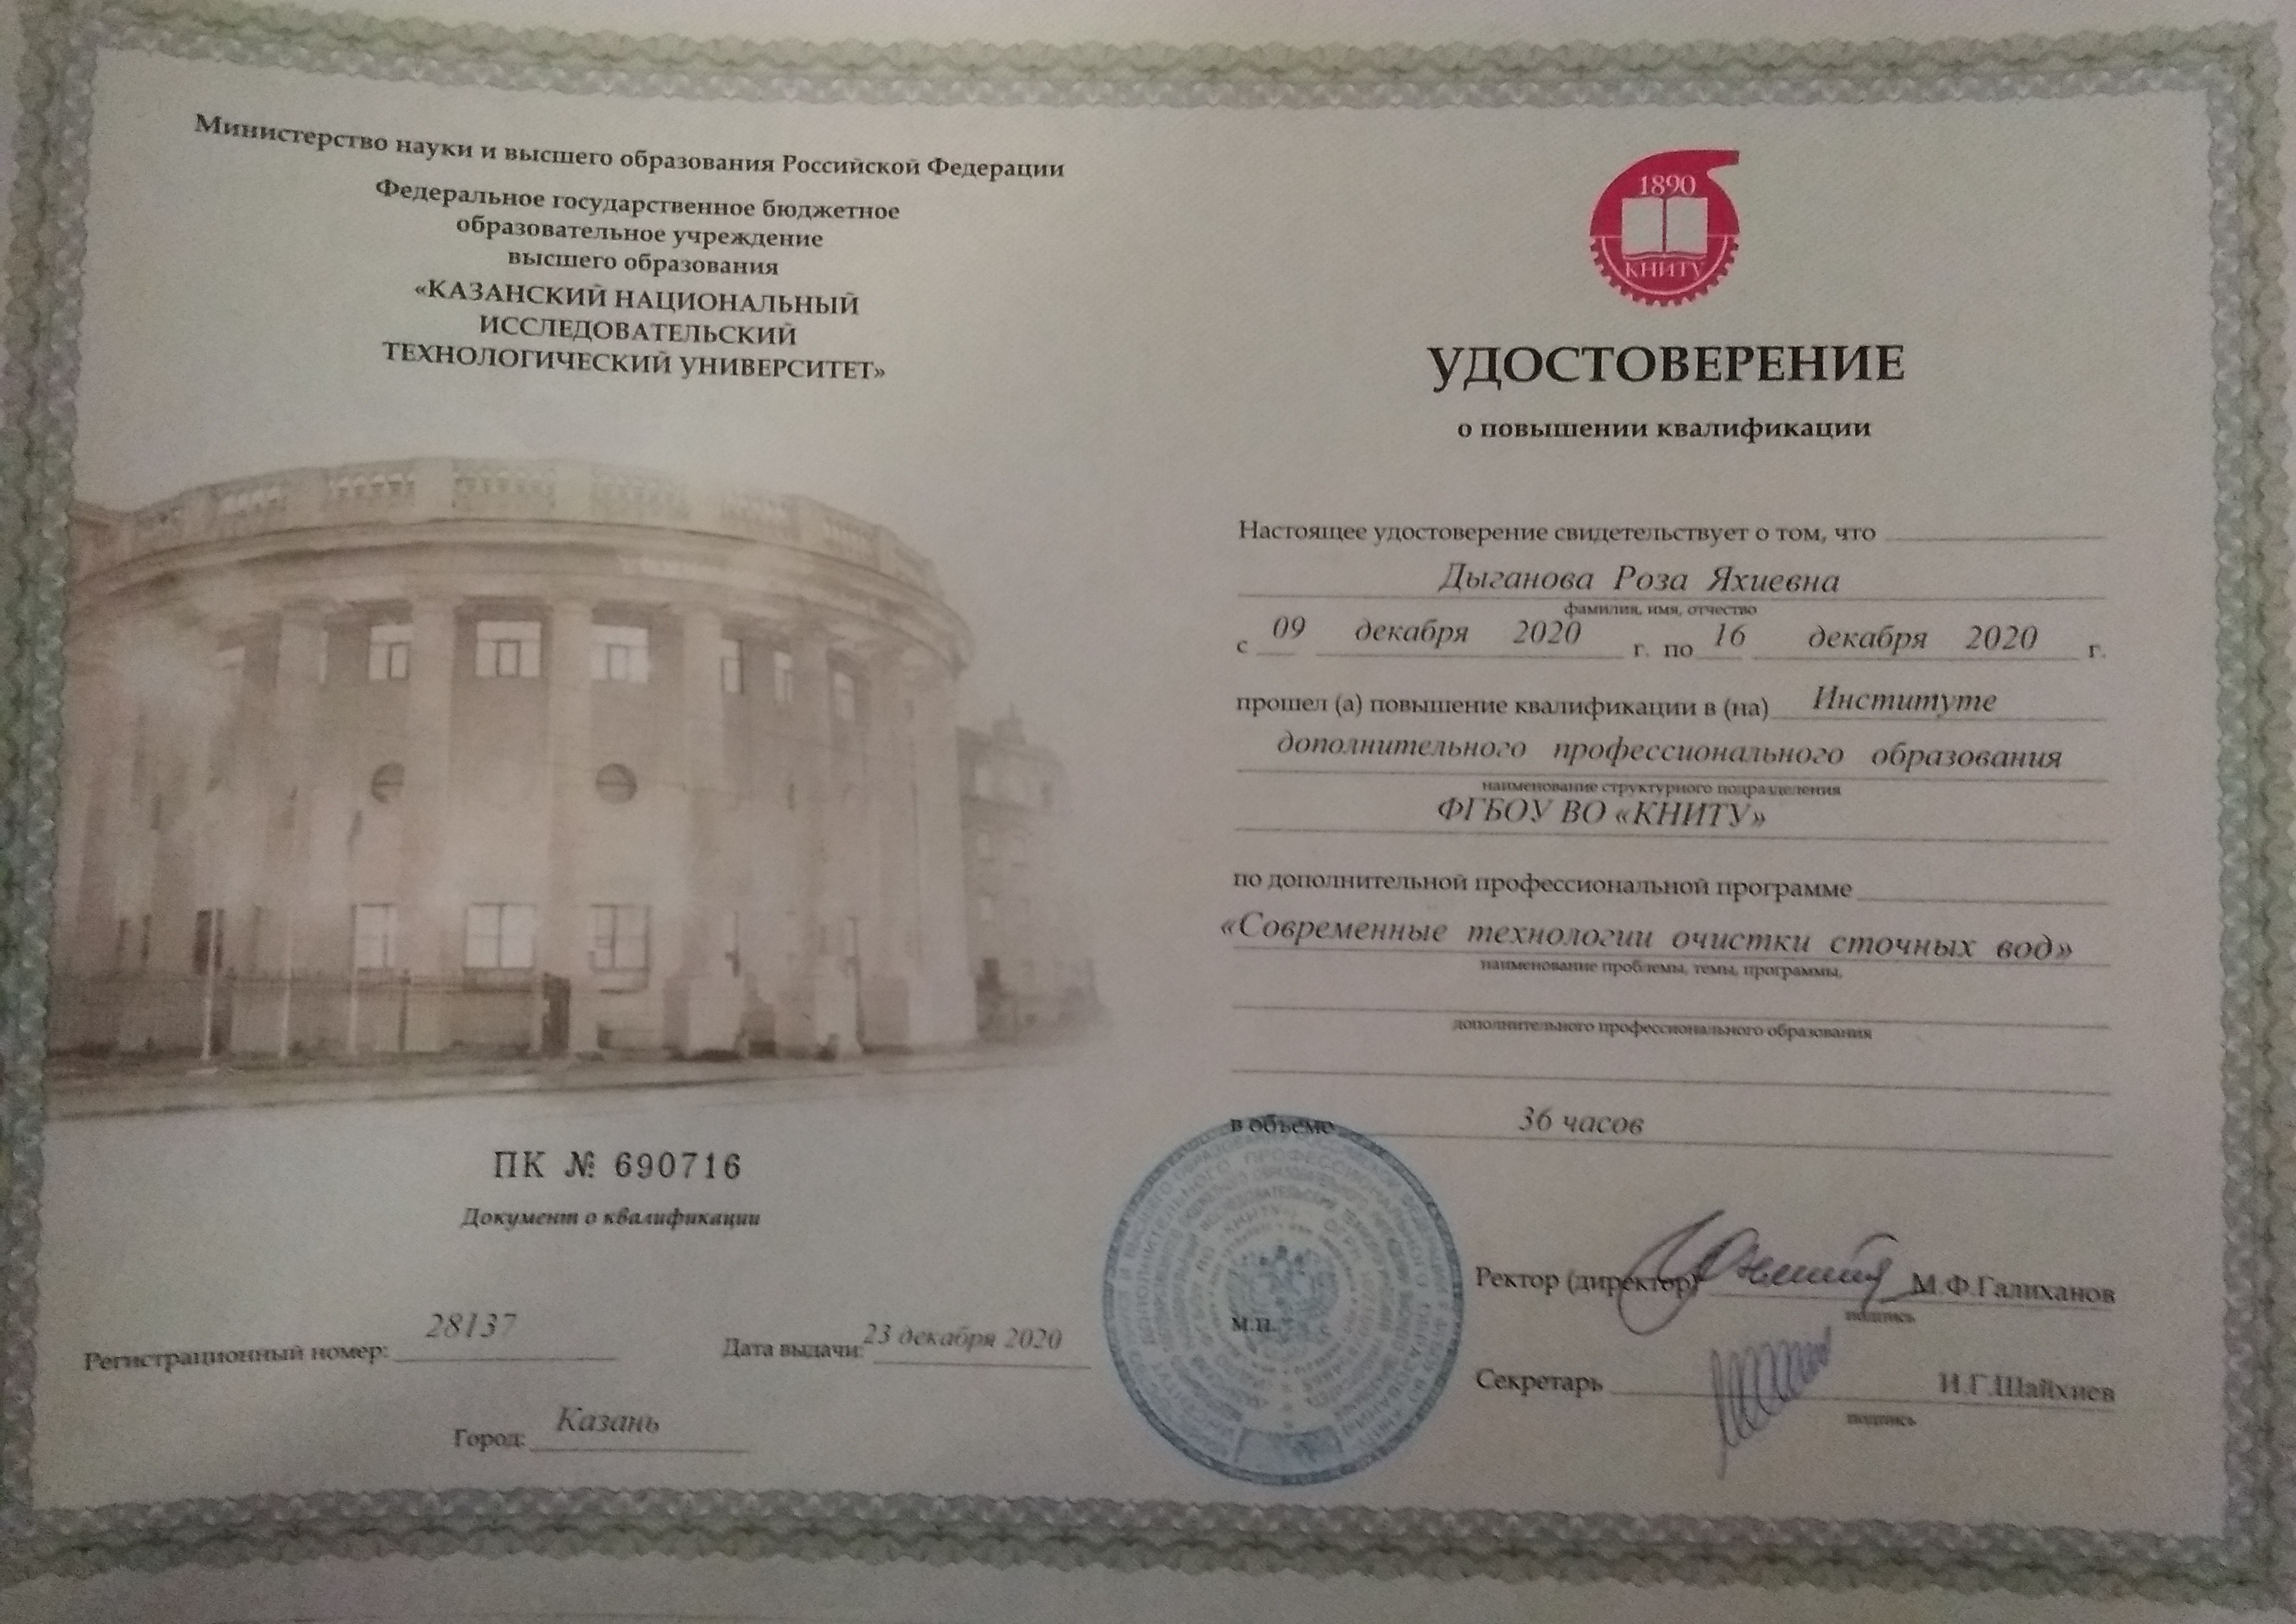 Министерство науки и высшего образования Российской Федерации
Федеральное государственное бюджетное
образовательное учреждение
высшего образования
«КАЗАНСКИЙ НАЦИОНАЛЬНЫЙ
ИССЛЕДОВАТЕЛЬСКИЙ
ТЕХНОЛОГИЧЕСКИЙ УНИВЕРСИТЕТ»
ПК № 690716
Документ о квалификации
Регистрационный номер: 28137
Дата выдачи: 23 декабря 2020
Город: Казань
1890
КНИТУ
УДОСТОВЕРЕНИЕ
о повышении квалификации
Настоящее удостоверение свидетельствует о том, что
Дыганова Роза Яхиевна
фамилия, имя, отчество
с 09 декабря 2020 г. по 16 декабря 2020 г.
прошел (а) повышение квалификации в (на) Институте
дополнительного профессионального образования
наименование структурного подразделения
ФГБОУ ВО «КНИТУ»
по дополнительной профессиональной программе
«Современные технологии очистки сточных вод»
наименование проблемы, темы, программы,
дополнительного профессионального образования
в объеме 36 часов
М.П.
Ректор (директор) М.Ф.Галиханов
подпись
Секретарь И.Г.Шайхиев
подпись